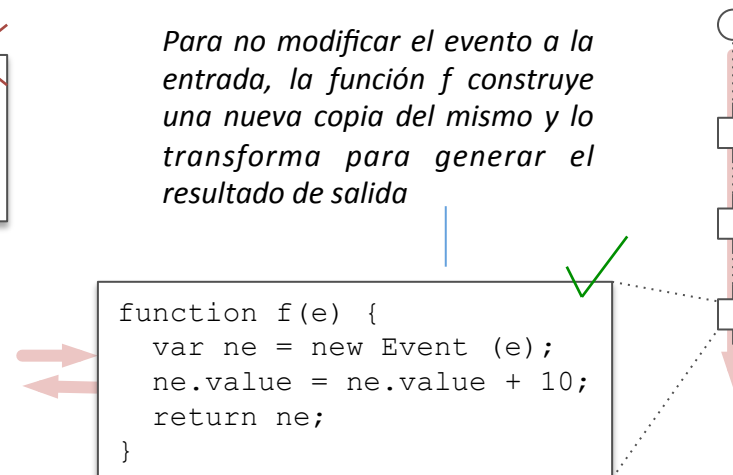 Para no modificar el evento a la
entrada, la función f construye
una nueva copia del mismo y lo
transforma para generar el
resultado de salida
function f(e) {
  var ne = new Event (e);
  ne.value = ne.value + 10;
  return ne;
}